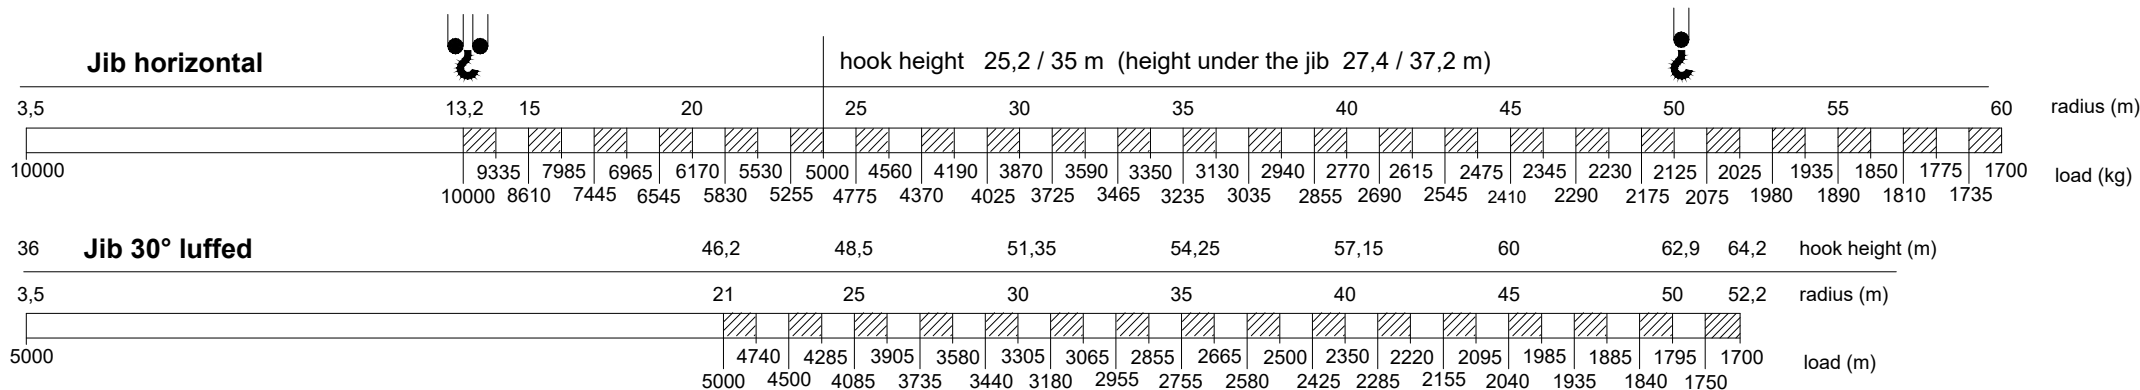 Jib horizontal hook height 25,2 / 35 m (height under the jib 27,4 / 37,2 m)
3,5 13,2 15 20 25 30 35 40 45 50 55 60 radius (m)
10000 9335 7985 6965 6170 5530 5000 4560 4190 3870 3590 3350 3130 2940 2770 2615 2475 2345 2230 2125 2025 1935 1850 1775 1700 load (kg)
10000 8610 7445 6545 5830 5255 4775 4370 4025 3725 3465 3235 3035 2855 2690 2545 2410 2290 2175 2075 1980 1890 1810 1735
36 Jib 30° luffed 46,2 48,5 51,35 54,25 57,15 60 62,9 64,2 hook height (m)
3,5 21 25 30 35 40 45 50 52,2 radius (m)
5000 4740 4285 3905 3580 3305 3065 2855 2665 2500 2350 2220 2095 1985 1885 1795 1700 load (m)
5000 4500 4085 3735 3440 3180 2955 2755 2580 2425 2285 2155 2040 1935 1840 1750